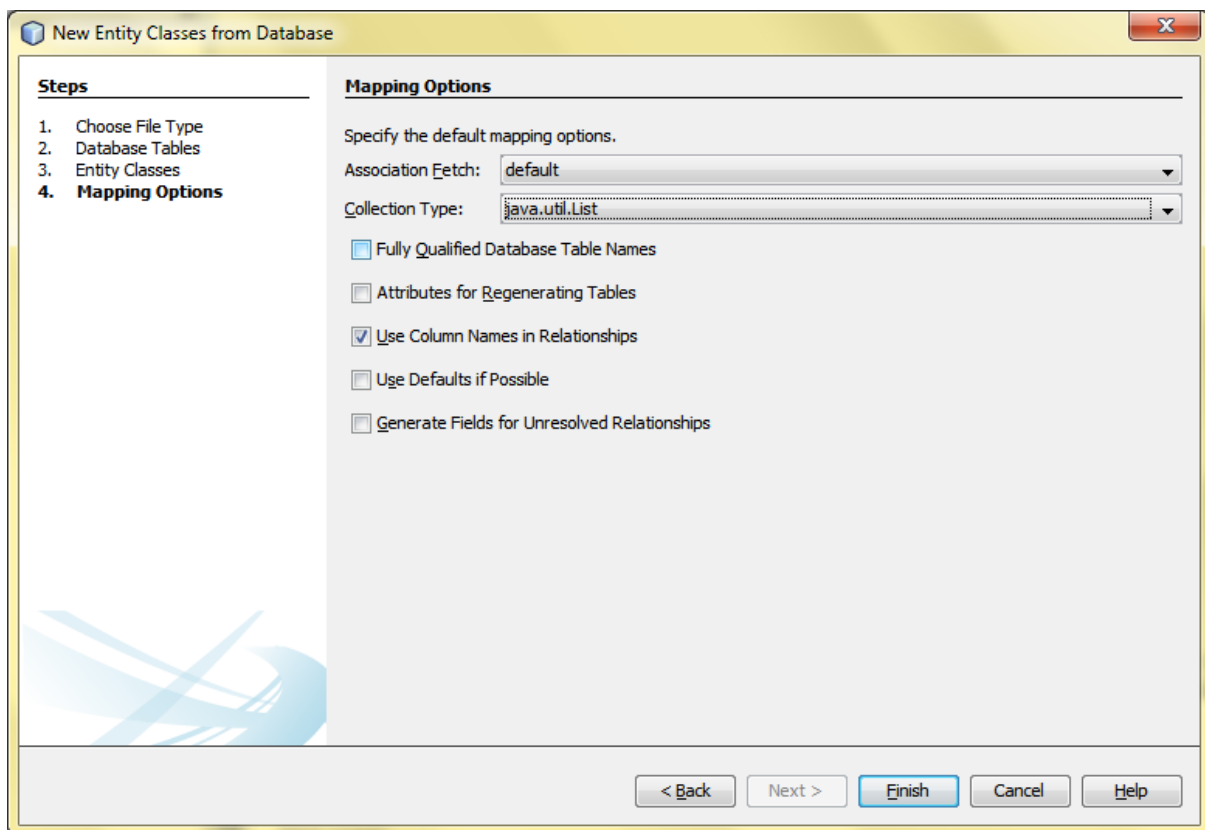 New Entity Classes from Database
Steps
1. Choose File Type
2. Database Tables
3. Entity Classes
4. Mapping Options
Mapping Options
Specify the default mapping options.
Association Fetch: default
Collection Type: java.util.List
Fully Qualified Database Table Names
Attributes for Regenerating Tables
Use Column Names in Relationships
Use Defaults if Possible
Generate Fields for Unresolved Relationships
< Back Next > Finish Cancel Help